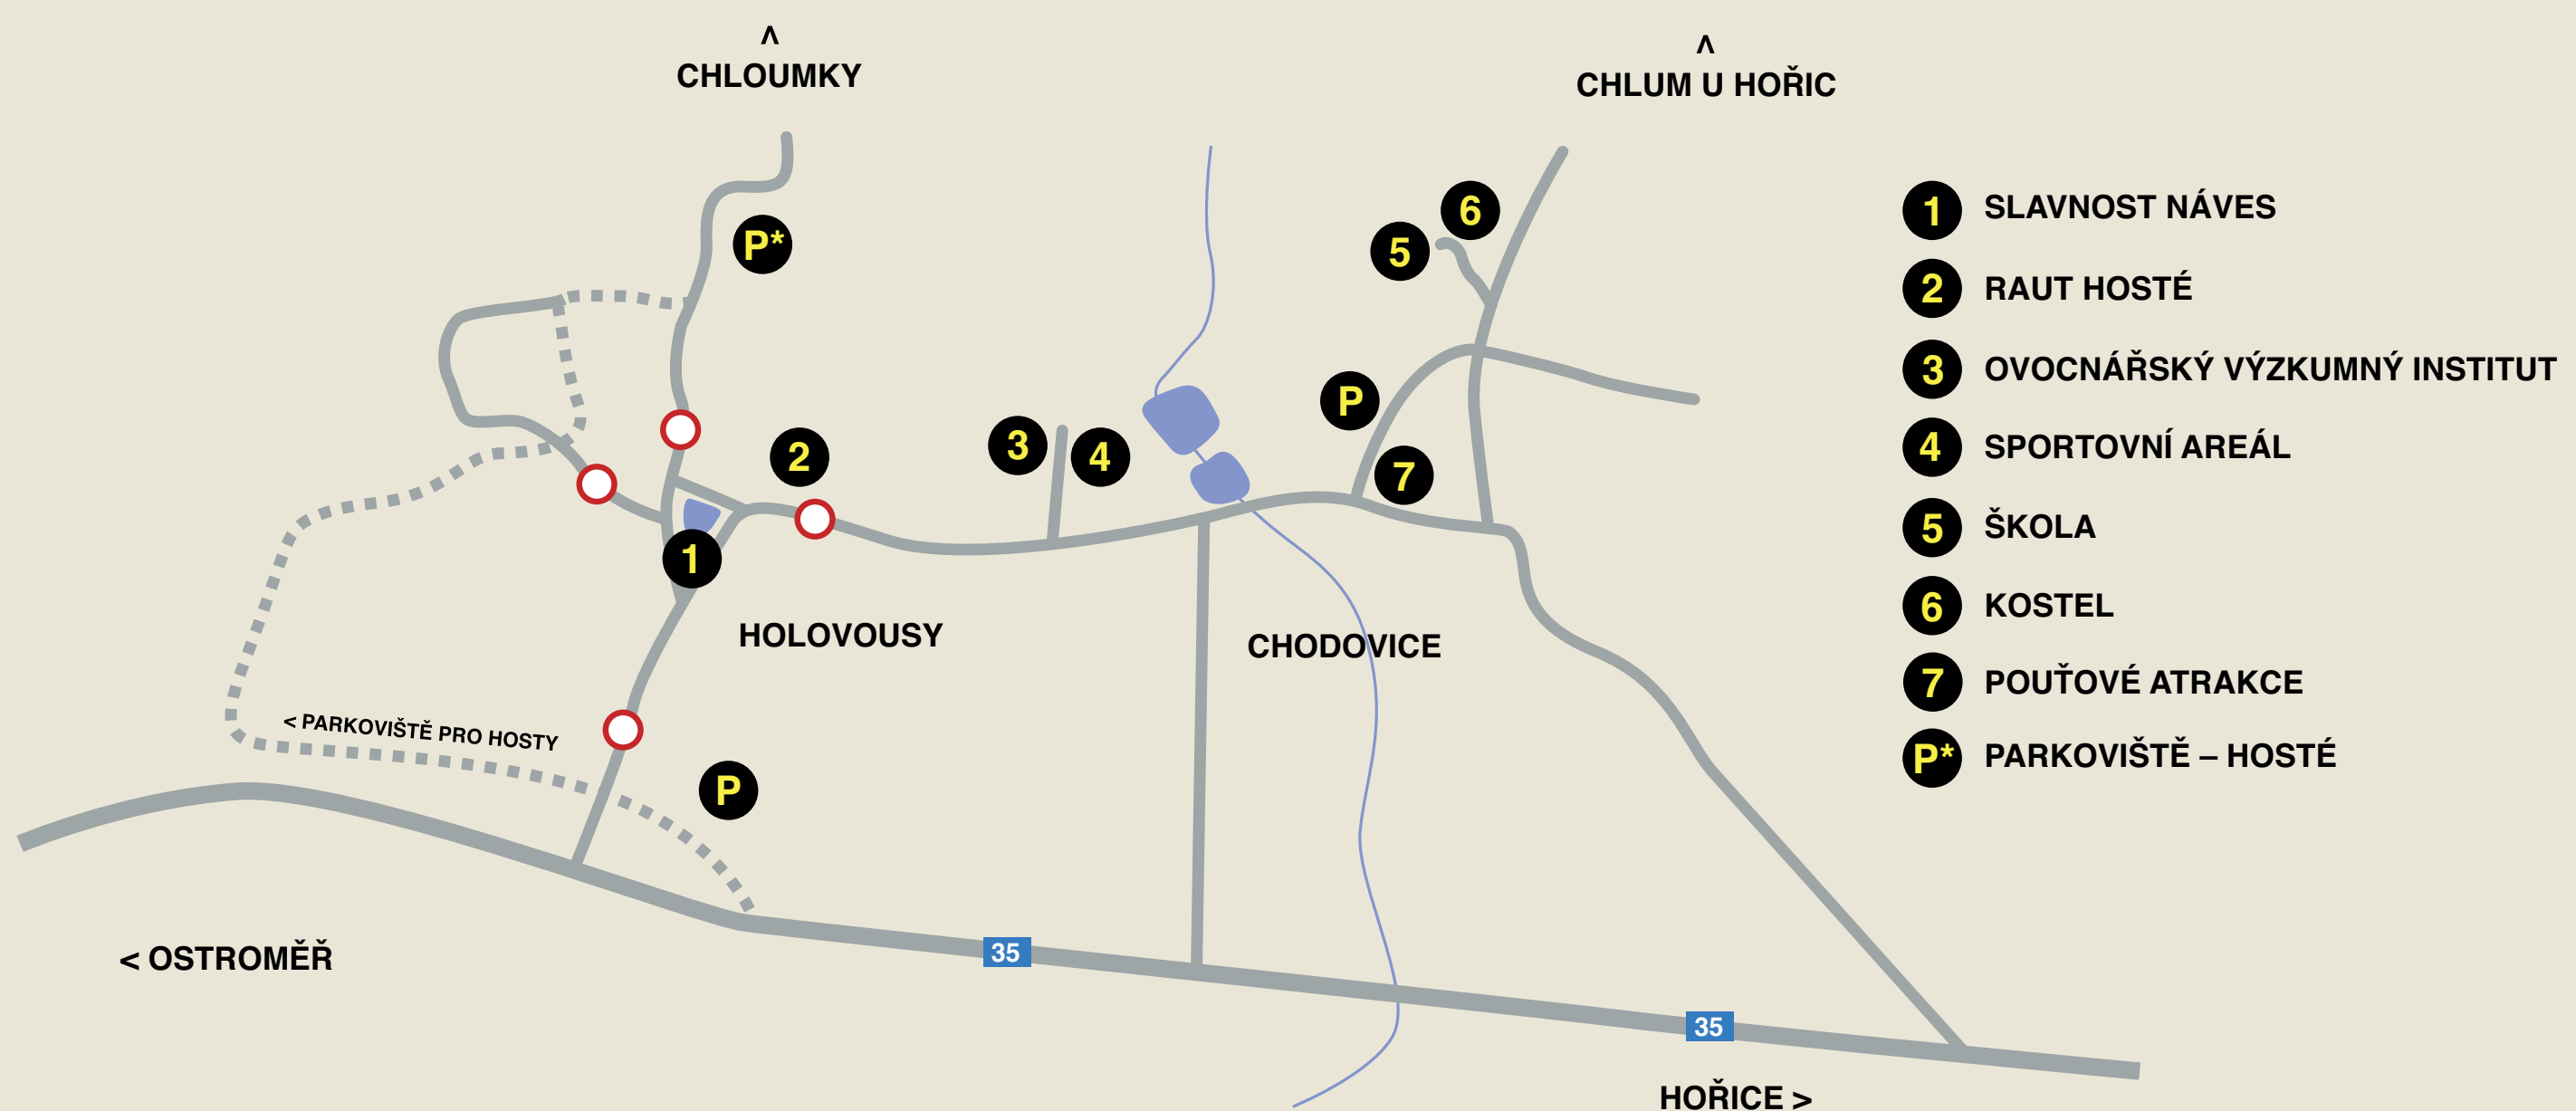 ^
CHLOUMKY
^
CHLUM U HOŘIC
P*
6
5
1 SLAVNOST NÁVES
2 RAUT HOSTÉ
3 OVOCNÁŘSKÝ VÝZKUMNÝ INSTITUT
4 SPORTOVNÍ AREÁL
5 ŠKOLA
6 KOSTEL
7 POUŤOVÉ ATRAKCE
P* PARKOVIŠTĚ – HOSTÉ
P
2
3
4
7
1
HOLOVOUSY
CHODOVICE
< PARKOVIŠTĚ PRO HOSTY
P
< OSTROMĚŘ
35
35
HOŘICE >